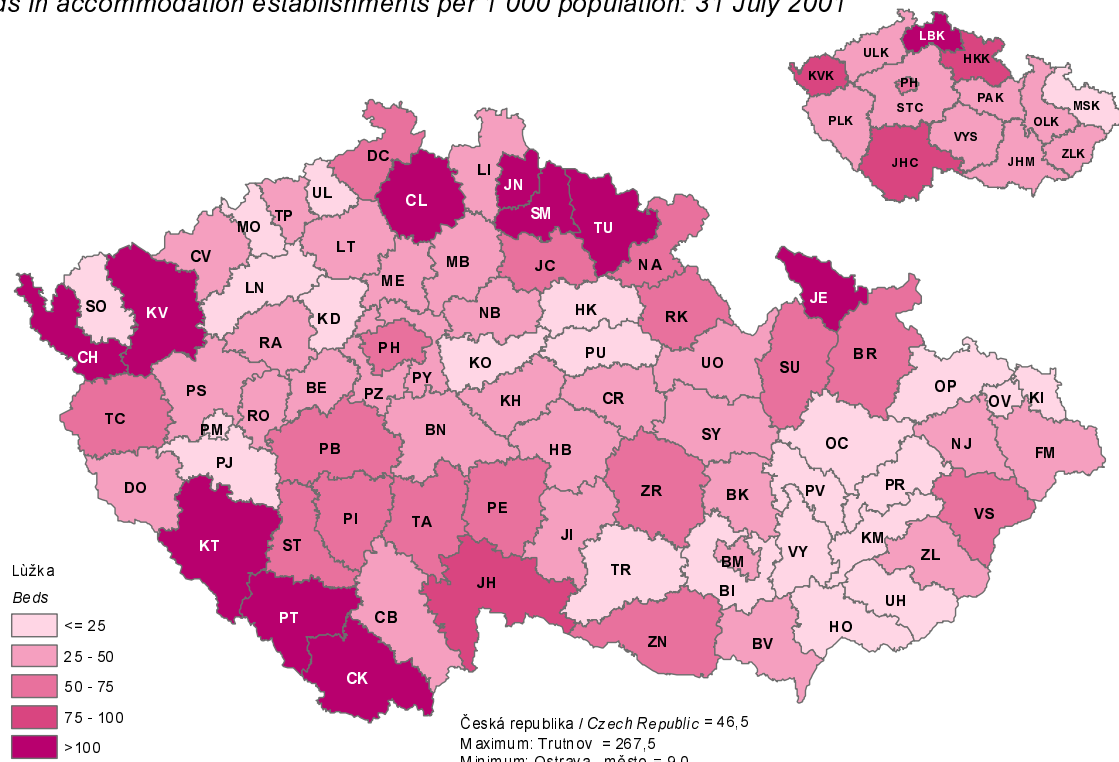 ds in accommodation establishments per 1 000 population: 31 July 2001
LBK
ULK
HKK
KVK
PH
PAK
STC
MSK
PLK
OLK
VYS
ZLK
JHC
JHM
DC
LI
JN
UL
CL
SM
TP
MO
TU
LT
CV
MB
JC
NA
ME
LN
JE
SO
KV
NB
HK
KD
RK
RA
PH
BR
CH
PU
KO
UO
SU
PY
OP
BE
PS
PZ
KH
CR
OV
KI
RO
TC
PM
BN
SY
OC
NJ
PB
HB
FM
PJ
DO
ZR
PR
PV
BK
PE
VS
PI
TA
JI
KM
ST
KT
VY
ZL
BM
TR
JH
BI
UH
PT
CB
HO
ZN
BV
CK
Lùžka
Beds
<= 25
25 - 50
50 - 75
75 - 100
>100
Česká republika / Czech Republic = 46,5
Maximum: Trutnov = 267,5
Minimum: Ostrava - město = 9,0